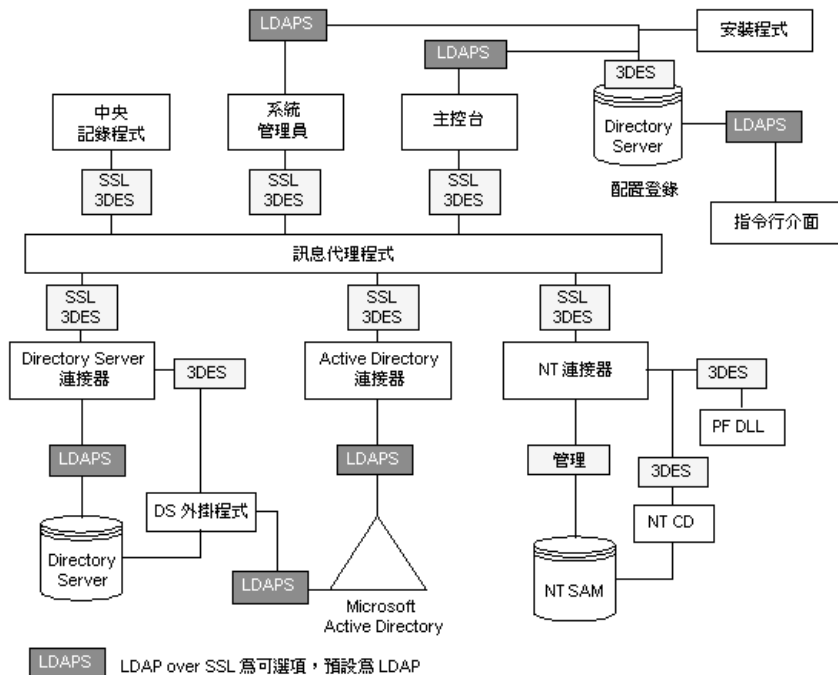 LDAPS
安裝程式
LDAPS
3DES
中央
記錄程式
系統
管理員
主控台
Directory
Server
LDAPS
SSL
3DES
SSL
3DES
SSL
3DES
配置登錄
指令行介面
訊息代理程式
SSL
3DES
SSL
3DES
SSL
3DES
Directory Server
連接器
3DES
Active Directory
連接器
NT 連接器
3DES
PF DLL
LDAPS
LDAPS
管理
3DES
DS 外掛程式
NT CD
Directory
Server
LDAPS
NT SAM
Microsoft
Active Directory
LDAPS
LDAP over SSL 為可選項，預設為 LDAP